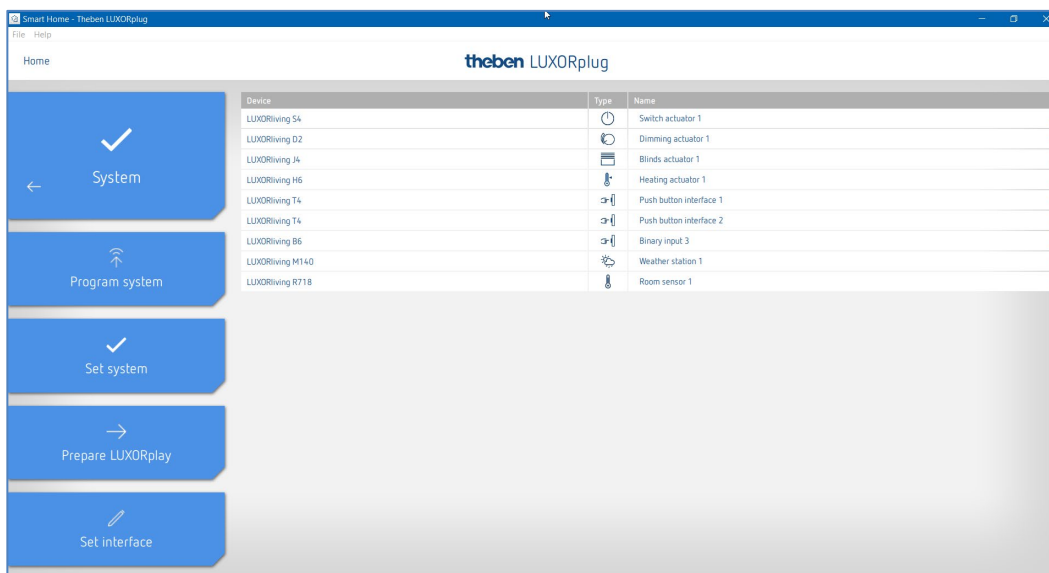 Smart Home - Theben LUXORplug
File Help
Home
theben LUXORplug
System
Program system
Set system
Prepare LUXORplay
Set interface
Device Type Name
LUXORliving S4 Switch actuator 1
LUXORliving D2 Dimming actuator 1
LUXORliving J4 Blinds actuator 1
LUXORliving H6 Heating actuator 1
LUXORliving T4 Push button interface 1
LUXORliving T4 Push button interface 2
LUXORliving B6 Binary input 3
LUXORliving M140 Weather station 1
LUXORliving R718 Room sensor 1